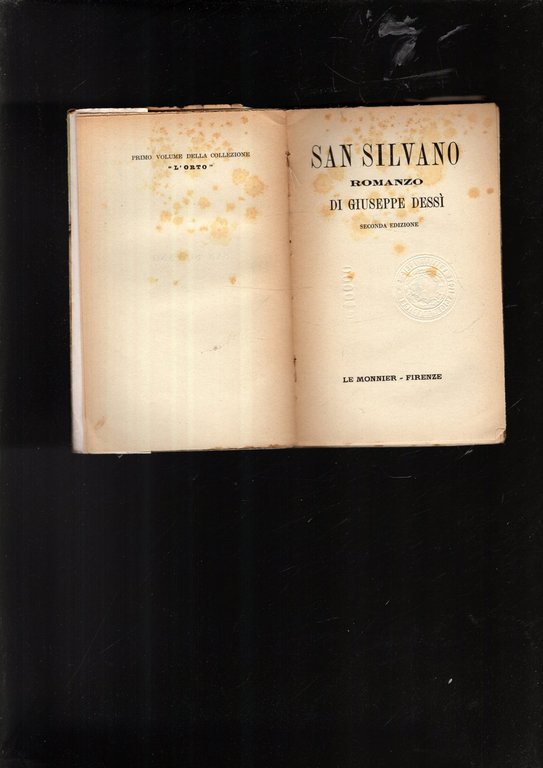 PRIMO VOLUME DELLA COLLEZIONE
"L'ORTO"
SAN SILVANO
ROMANZO
DI GIUSEPPE DESSÌ
SECONDA EDIZIONE
LE MONNIER - FIRENZE